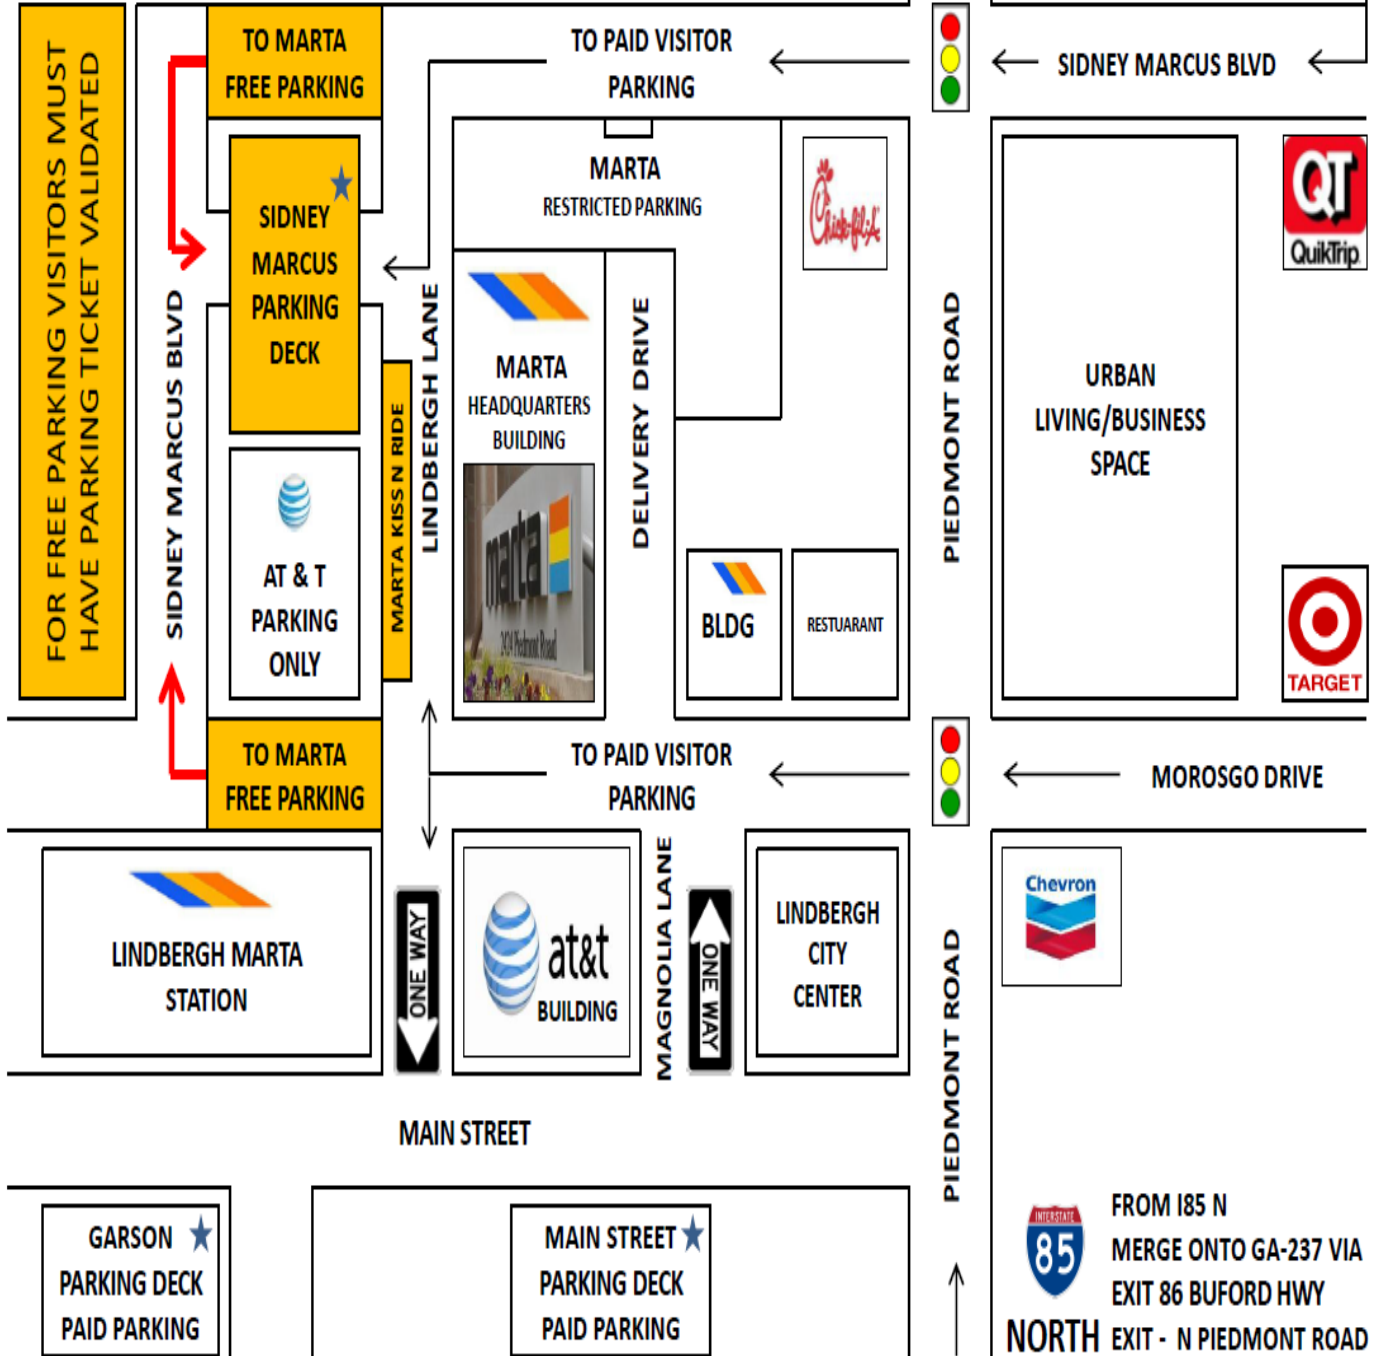 FOR FREE PARKING VISITORS MUST
HAVE PARKING TICKET VALIDATED
TO MARTA
FREE PARKING
TO PAID VISITOR
PARKING
SIDNEY MARCUS BLVD
SIDNEY
MARCUS
PARKING
DECK
MARTA
RESTRICTED PARKING
Chick-fil-A
QT
QuikTrip
SIDNEY MARCUS BLVD
AT & T
PARKING
ONLY
MARTA KISS N RIDE
LINDBERGH LANE
MARTA
HEADQUARTERS
BUILDING
marta
2424 Piedmont Road
DELIVERY DRIVE
BLDG
RESTUARANT
PIEDMONT ROAD
URBAN
LIVING/BUSINESS
SPACE
TARGET
TO MARTA
FREE PARKING
TO PAID VISITOR
PARKING
MOROSGO DRIVE
LINDBERGH MARTA
STATION
ONE WAY
at&t
BUILDING
MAGNOLIA LANE
ONE WAY
LINDBERGH
CITY
CENTER
PIEDMONT ROAD
Chevron
MAIN STREET
GARSON
PARKING DECK
PAID PARKING
MAIN STREET
PARKING DECK
PAID PARKING
INTERSTATE
85
NORTH
FROM I85 N
MERGE ONTO GA-237 VIA
EXIT 86 BUFORD HWY
EXIT - N PIEDMONT ROAD